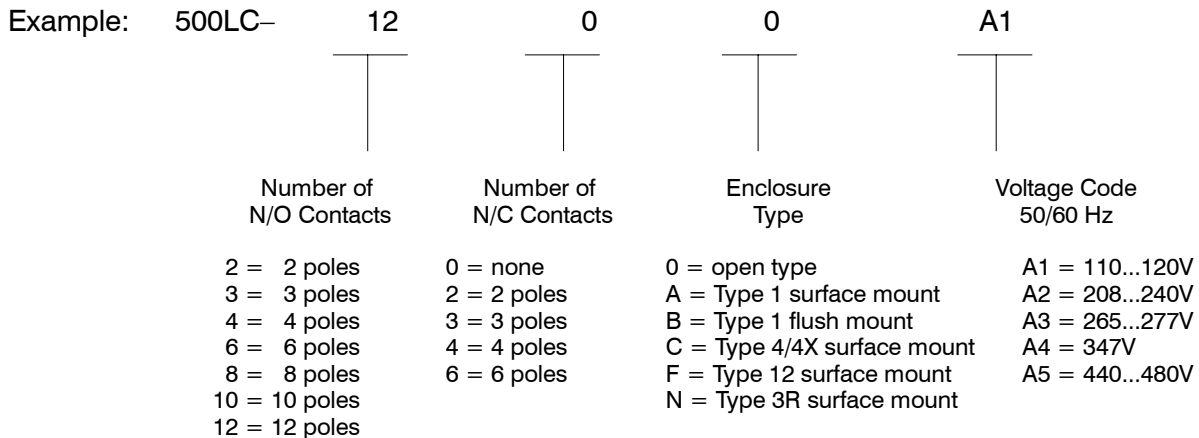 Example: 500LC– 12 0 0 A1
Number of N/O Contacts
2 = 2 poles
3 = 3 poles
4 = 4 poles
6 = 6 poles
8 = 8 poles
10 = 10 poles
12 = 12 poles
Number of N/C Contacts
0 = none
2 = 2 poles
3 = 3 poles
4 = 4 poles
6 = 6 poles
Enclosure Type
0 = open type
A = Type 1 surface mount
B = Type 1 flush mount
C = Type 4/4X surface mount
F = Type 12 surface mount
N = Type 3R surface mount
Voltage Code
50/60 Hz
A1 = 110...120V
A2 = 208...240V
A3 = 265...277V
A4 = 347V
A5 = 440...480V